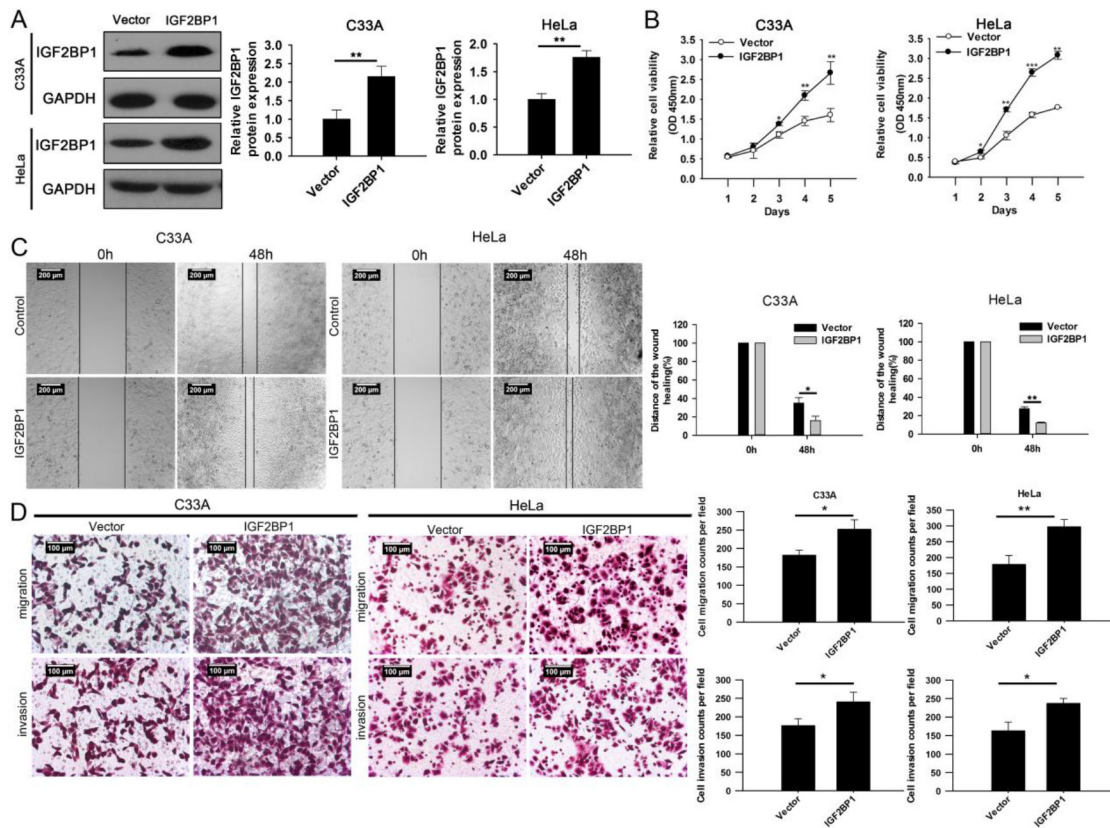 A
Vector IGF2BP1
C33A
IGF2BP1
GAPDH
HeLa
IGF2BP1
GAPDH
C33A
Relative IGF2BP1
protein expression
3.0
2.5
2.0
1.5
1.0
0.5
0.0
**
Vector
IGF2BP1
HeLa
Relative IGF2BP1
protein expression
2.0
1.5
1.0
0.5
0.0
**
Vector
IGF2BP1
B
C33A
Vector
IGF2BP1
Relative cell viability
(OD 450nm)
3.5
3.0
2.5
2.0
1.5
1.0
0.5
0.0
*
**
**
1 2 3 4 5
Days
HeLa
Vector
IGF2BP1
Relative cell viability
(OD 450nm)
3.5
3.0
2.5
2.0
1.5
1.0
0.5
0.0
*
**
***
**
1 2 3 4 5
Days
C
C33A
0h 48h
HeLa
0h 48h
Control
200 μm 200 μm
IGF2BP1
200 μm 200 μm
Control
200 μm 200 μm
IGF2BP1
200 μm 200 μm
C33A
Vector
IGF2BP1
Distance of the wound
healing(%)
120
100
80
60
40
20
0
*
0h 48h
HeLa
Vector
IGF2BP1
Distance of the wound
healing(%)
120
100
80
60
40
20
0
**
0h 48h
D
C33A
Vector IGF2BP1
HeLa
Vector IGF2BP1
migration
100 μm 100 μm
invasion
100 μm 100 μm
migration
100 μm 100 μm
invasion
100 μm 100 μm
C33A
Cell migration counts per field
300
250
200
150
100
50
0
*
Vector
IGF2BP1
HeLa
Cell migration counts per field
350
300
250
200
150
100
50
0
**
Vector
IGF2BP1
Cell invasion counts per field
300
250
200
150
100
50
0
*
Vector
IGF2BP1
Cell invasion counts per field
300
250
200
150
100
50
0
*
Vector
IGF2BP1